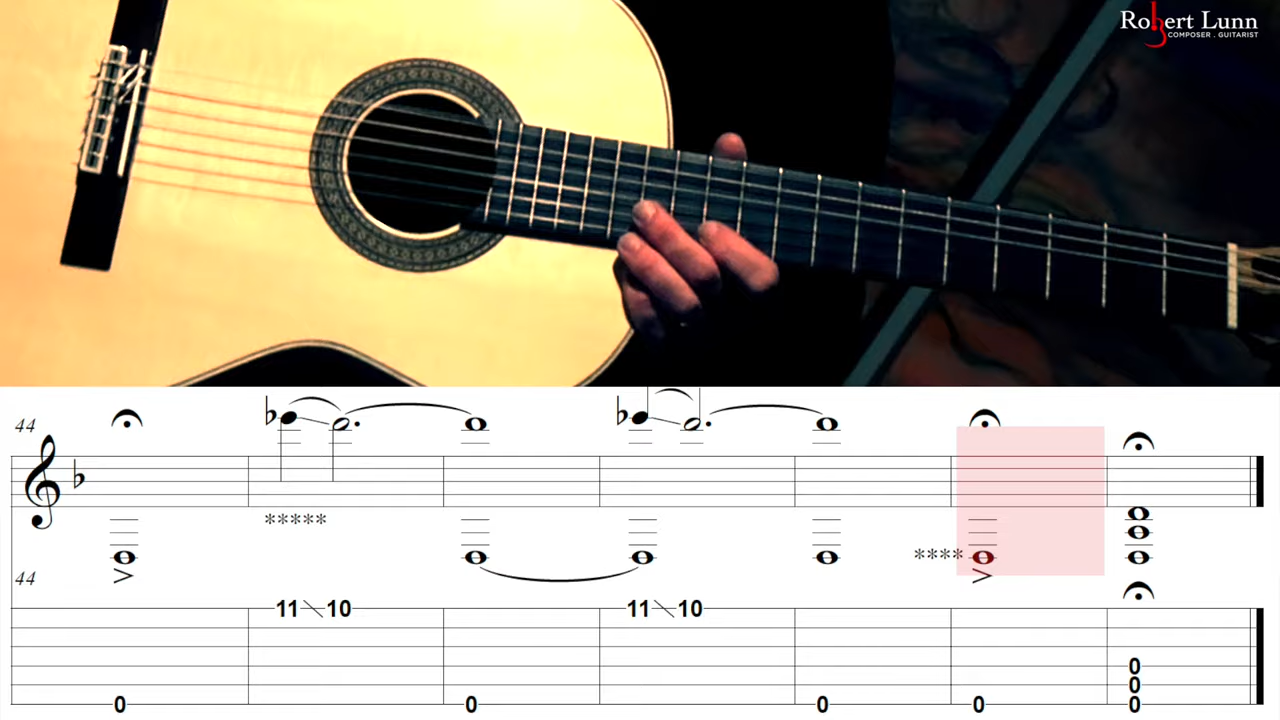 Robert Lunn
COMPOSER . GUITARIST
44
*****
****
44
11 10 11 10
0
0
0 0 0 0 0